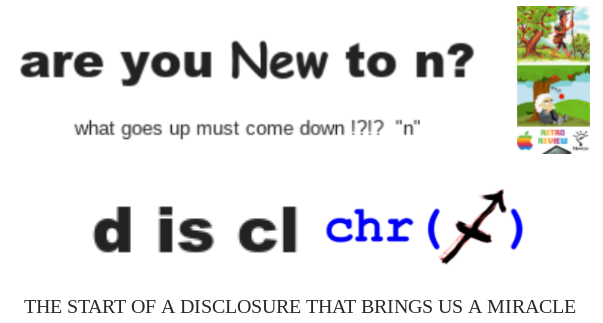 are you New to n?
what goes up must come down !?!? "n"
RETRO
REVIEW
Newton
d is cl chr(♐)
THE START OF A DISCLOSURE THAT BRINGS US A MIRACLE